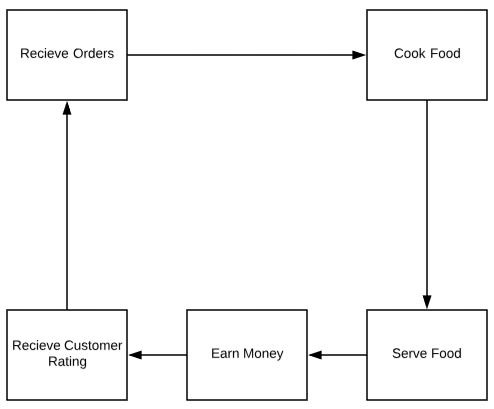 Recieve Orders
Cook Food
Recieve Customer
Rating
Earn Money
Serve Food